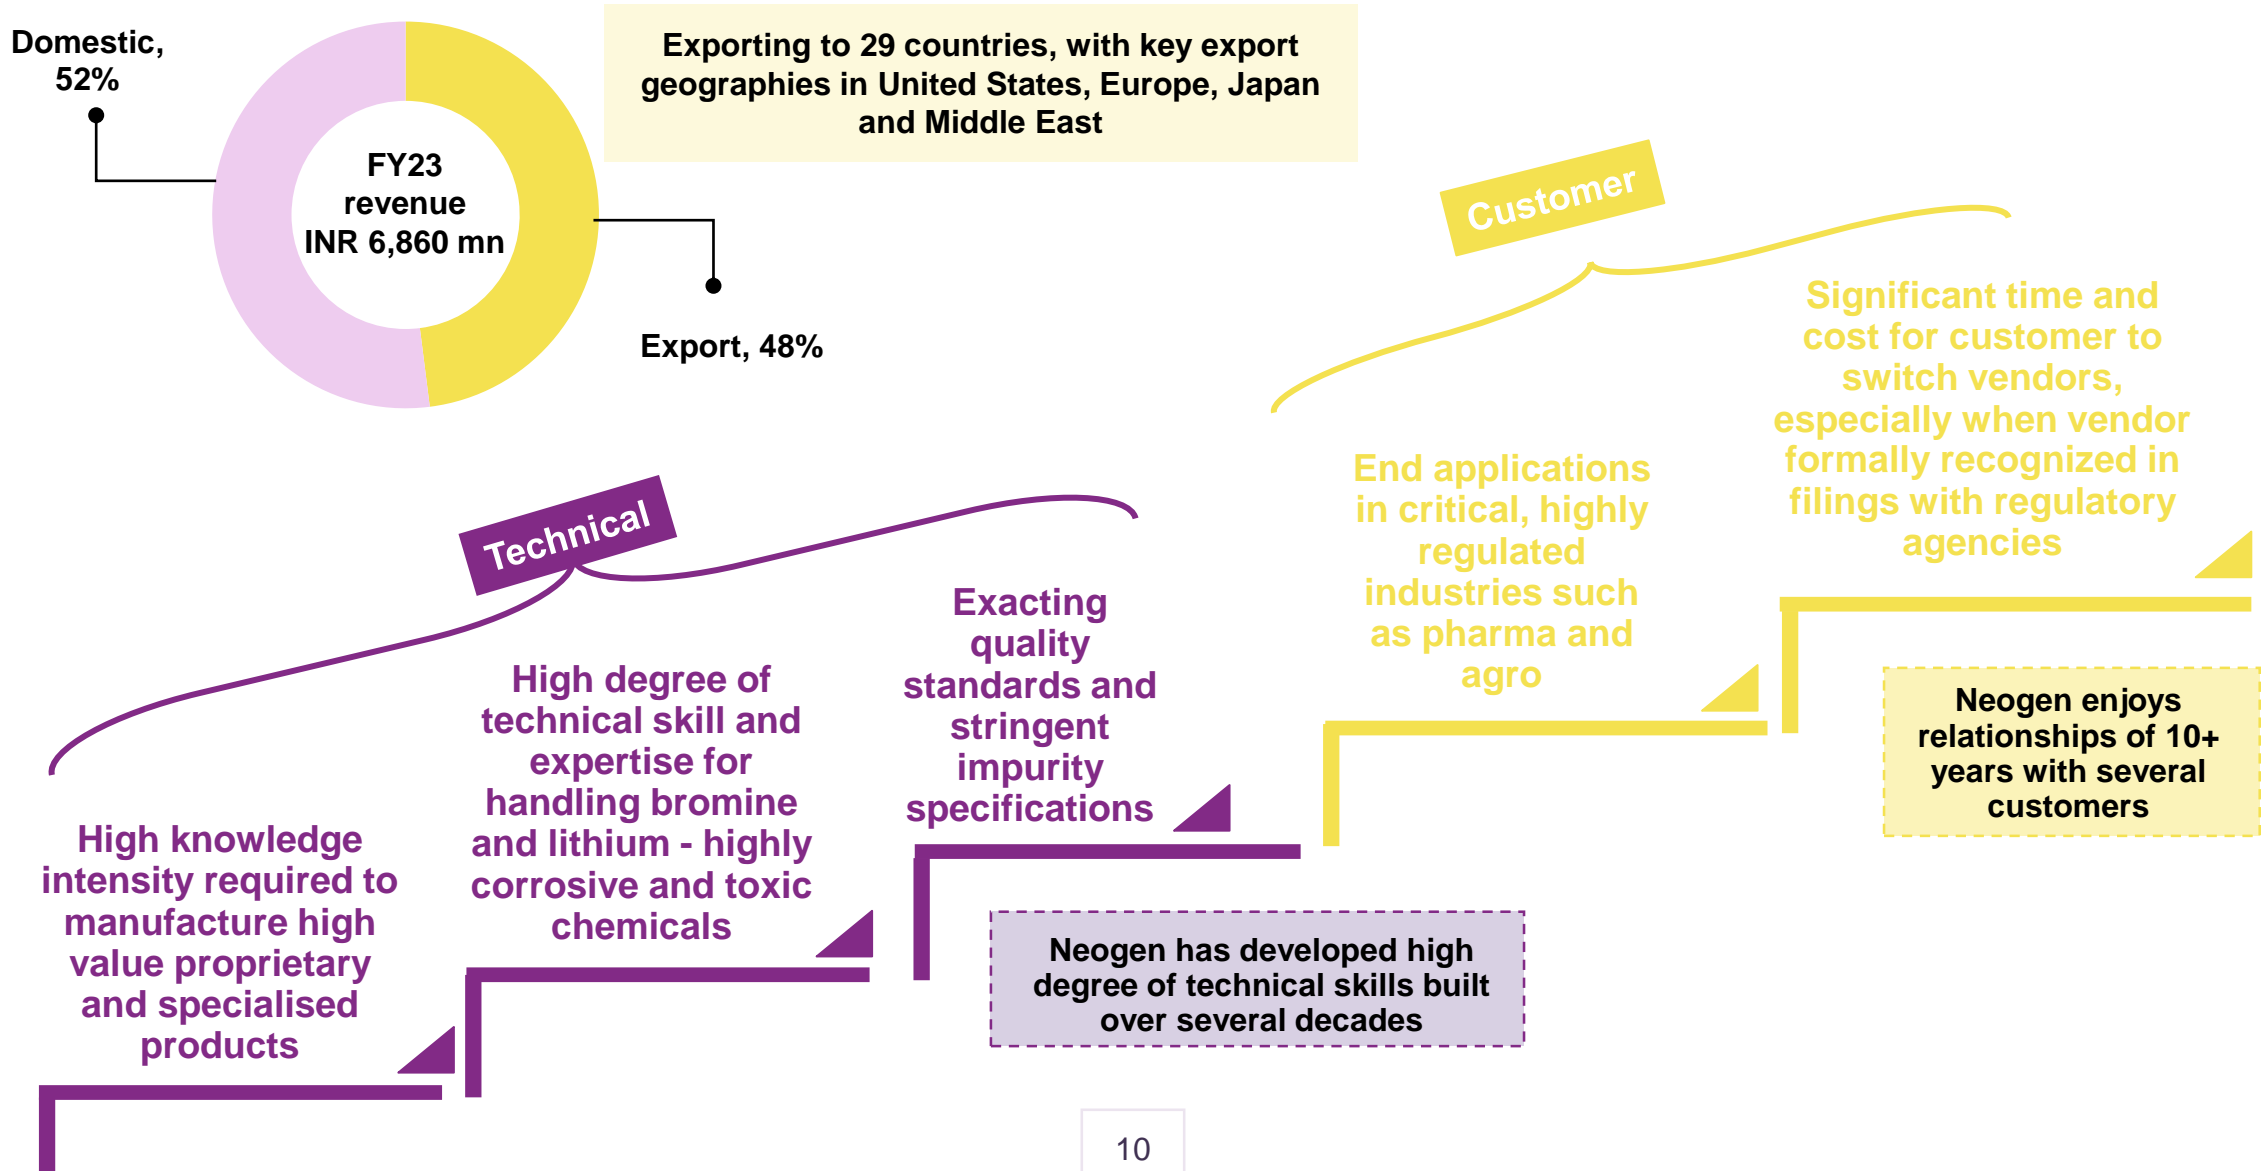 Domestic,
52%
FY23
revenue
INR 6,860 mn
Export, 48%
Exporting to 29 countries, with key export
geographies in United States, Europe, Japan
and Middle East
Technical
High knowledge
intensity required to
manufacture high
value proprietary
and specialised
products
High degree of
technical skill and
expertise for
handling bromine
and lithium - highly
corrosive and toxic
chemicals
Exacting
quality
standards and
stringent
impurity
specifications
Neogen has developed high
degree of technical skills built
over several decades
Customer
End applications
in critical, highly
regulated
industries such
as pharma and
agro
Significant time and
cost for customer to
switch vendors,
especially when vendor
formally recognized in
filings with regulatory
agencies
Neogen enjoys
relationships of 10+
years with several
customers
10